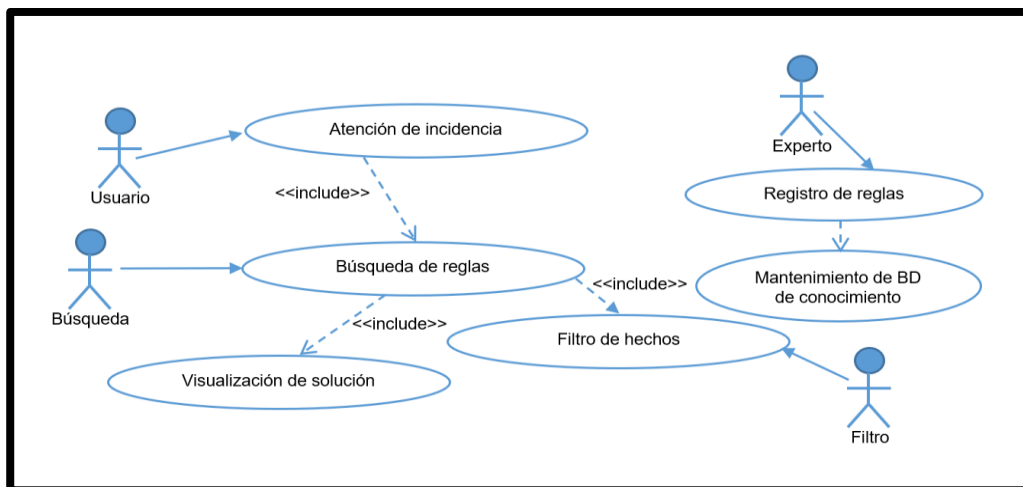 Atención de incidencia
Experto
Usuario
<<include>>
Registro de reglas
Búsqueda de reglas
Búsqueda
<<include>>
Mantenimiento de BD
de conocimiento
<<include>>
Filtro de hechos
Visualización de solución
Filtro